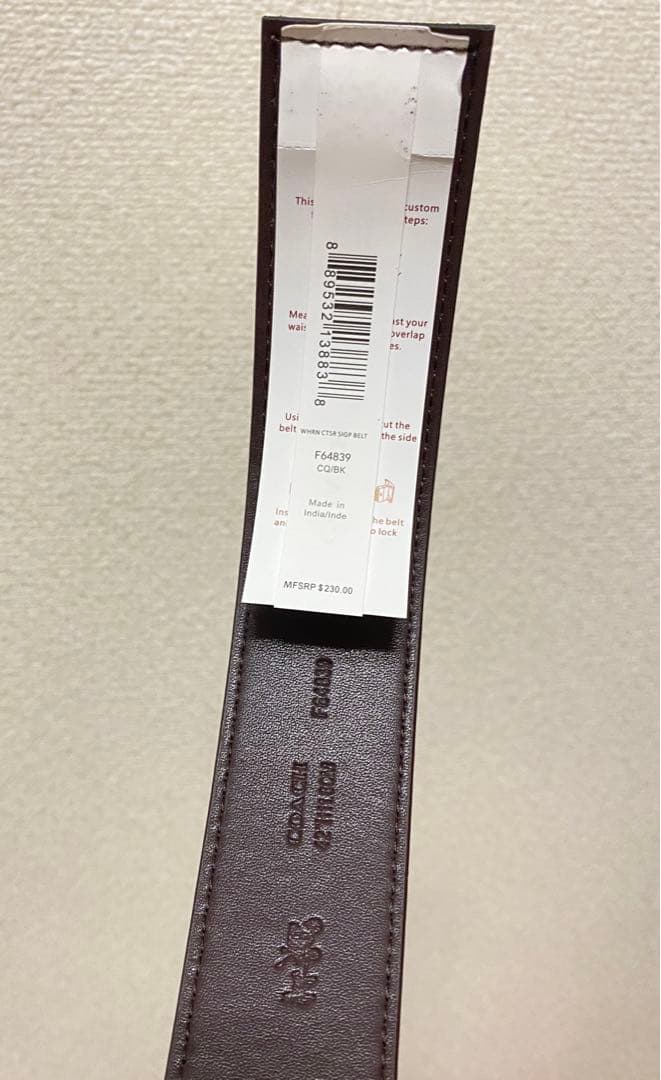 This
custom
teps:
Mea
ast your
wais
overlap
es.
8 89532 13883 8
Usi
ut the
belt
the side
WHRN CTSR SIGP BELT
F64839
CQ/BK
Made in
India/Inde
Ins
he belt
an
o lock
MFSRP $230.00
F64839
COACH